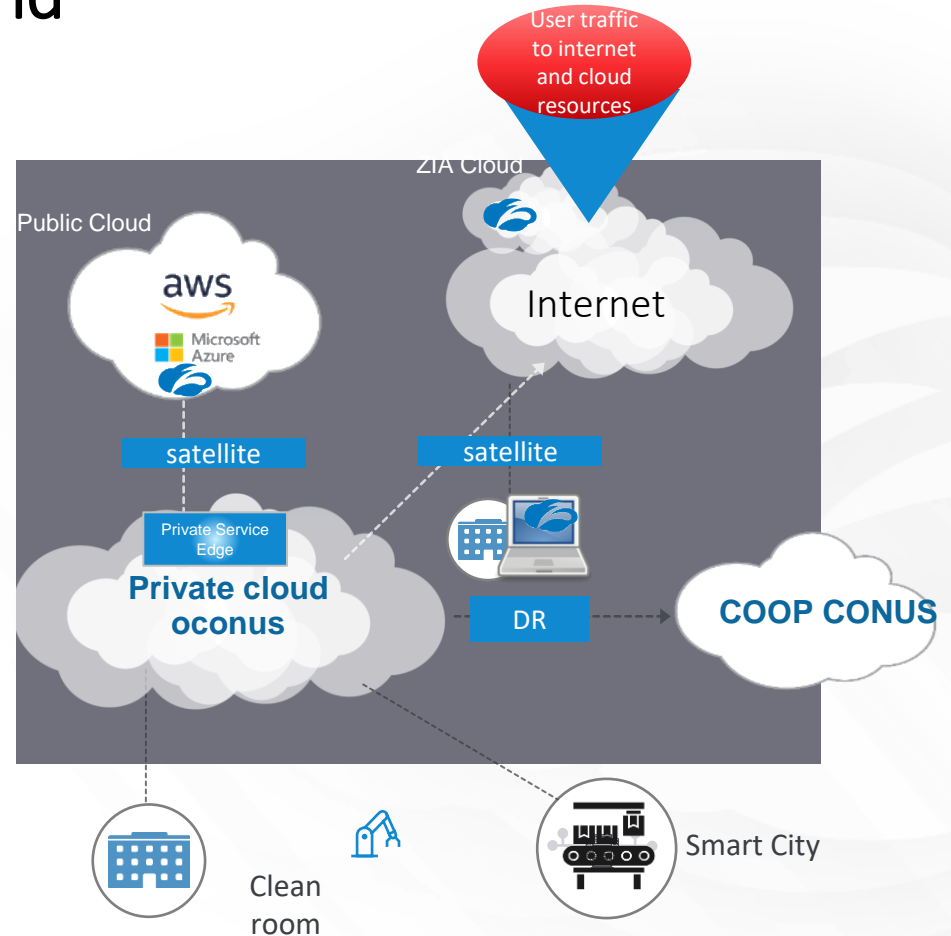 User traffic
to internet
and cloud
resources
ZIA Cloud
Public Cloud
aws
Microsoft
Azure
Internet
satellite
satellite
Private Service
Edge
Private cloud
oconus
DR
COOP CONUS
Smart City
Clean
room